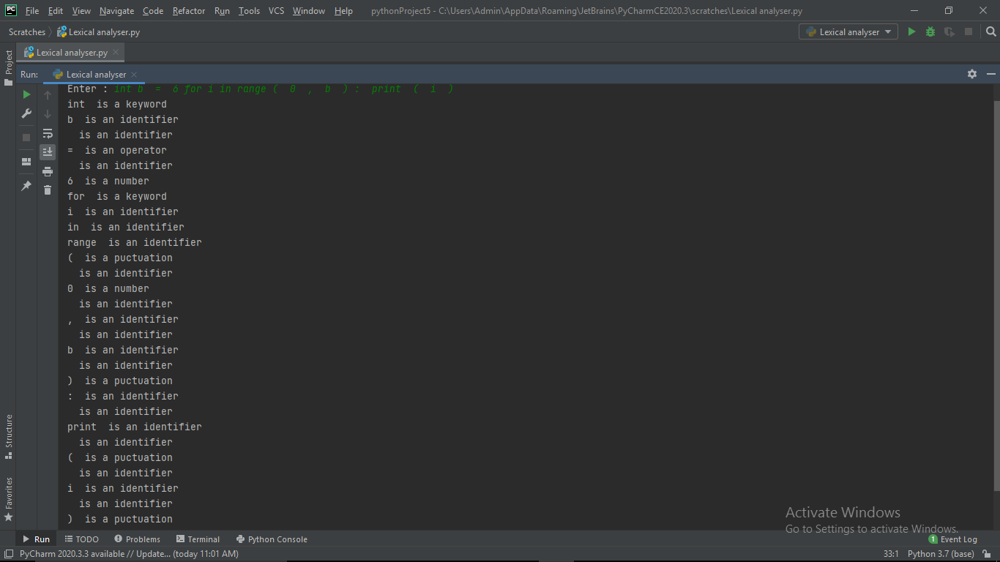 PC File Edit View Navigate Code Refactor Run Tools VCS Window Help pythonProject5 - C:\Users\Admin\AppData\Roaming\JetBrains\PyCharmCE2020.3\scratches\Lexical analyser.py
Scratches Lexical analyser.py Lexical analyser
Project Lexical analyser.py
Run: Lexical analyser
Enter : int b  =  6 for i in range (  0  ,  b  ) :  print  (  i  )
int  is a keyword
b  is an identifier
  is an identifier
=  is an operator
  is an identifier
6  is a number
for  is a keyword
i  is an identifier
in  is an identifier
range  is an identifier
(  is a puctuation
  is an identifier
0  is a number
  is an identifier
,  is an identifier
  is an identifier
b  is an identifier
  is an identifier
)  is a puctuation
:  is an identifier
  is an identifier
print  is an identifier
  is an identifier
(  is a puctuation
  is an identifier
i  is an identifier
  is an identifier
)  is a puctuation
Structure
Favorites
Activate Windows
Go to Settings to activate Windows.
Run TODO Problems Terminal Python Console 1 Event Log
PyCharm 2020.3.3 available // Update... (today 11:01 AM) 33:1 Python 3.7 (base)